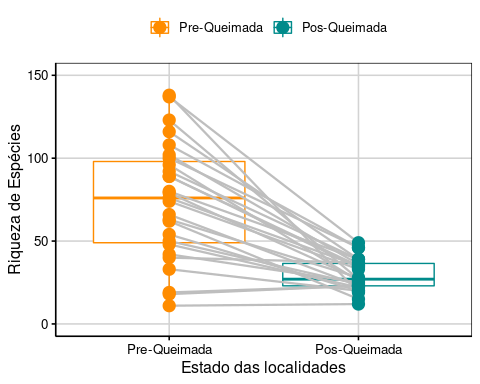 Pre-Queimada Pos-Queimada
150
100
50
0
Riqueza de Espécies
Pre-Queimada Pos-Queimada
Estado das localidades